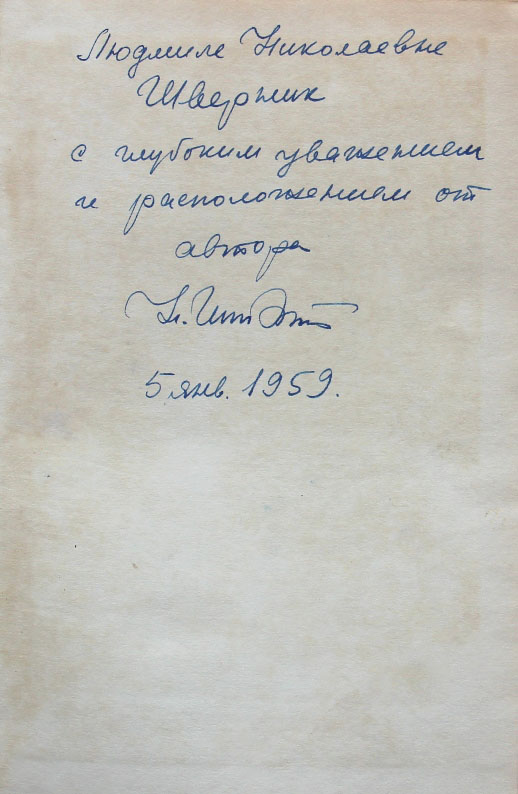 Людмиле Николаевне
Шверник
с глубоким уважением
и расположением от
автора
5 янв. 1959.